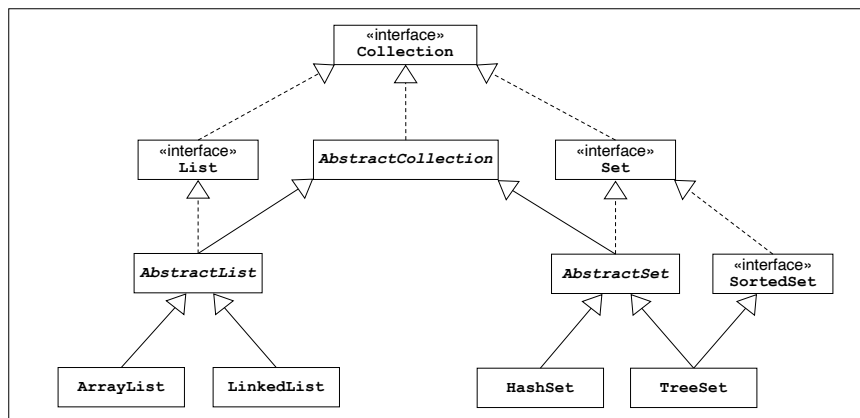 «interface»
Collection
«interface»
List
AbstractCollection
«interface»
Set
AbstractList
AbstractSet
«interface»
SortedSet
ArrayList
LinkedList
HashSet
TreeSet